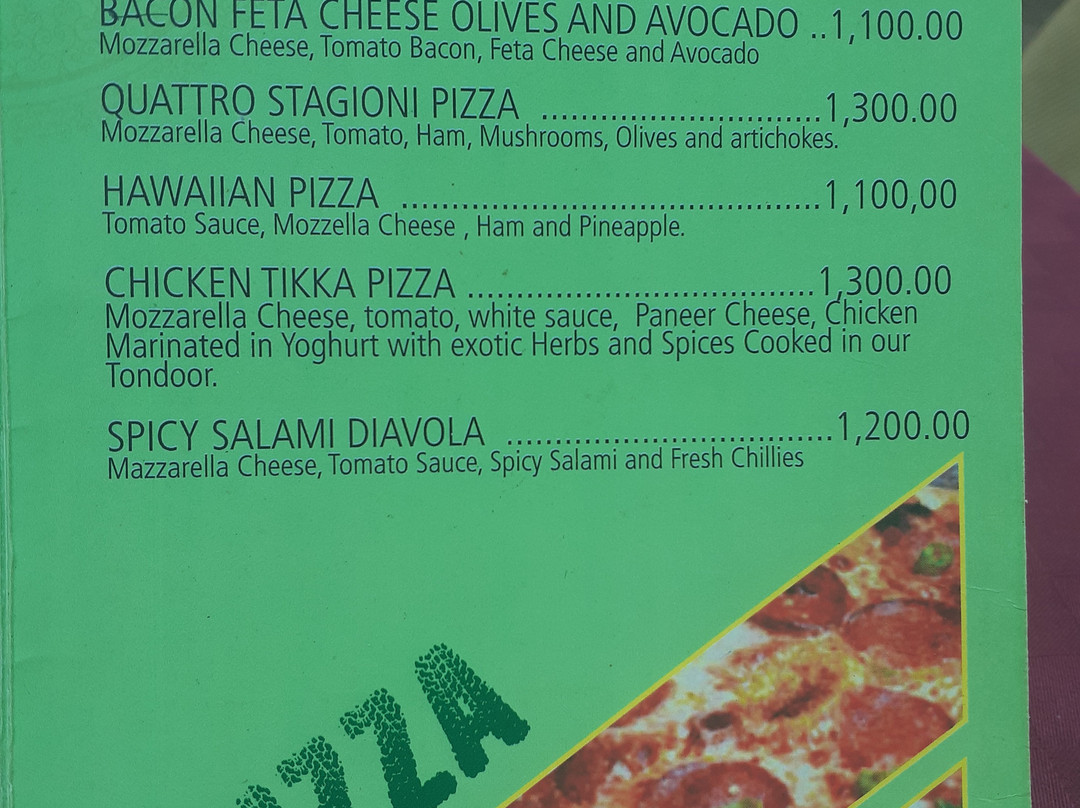 BACON FETA CHEESE OLIVES AND AVOCADO ..1,100.00
Mozzarella Cheese, Tomato Bacon, Feta Cheese and Avocado
QUATTRO STAGIONI PIZZA ............................1,300.00
Mozzarella Cheese, Tomato, Ham, Mushrooms, Olives and artichokes.
HAWAIIAN PIZZA ..........................................1,100,00
Tomato Sauce, Mozzella Cheese , Ham and Pineapple.
CHICKEN TIKKA PIZZA ...................................1,300.00
Mozzarella Cheese, tomato, white sauce, Paneer Cheese, Chicken
Marinated in Yoghurt with exotic Herbs and Spices Cooked in our
Tondoor.
SPICY SALAMI DIAVOLA .................................1,200.00
Mazzarella Cheese, Tomato Sauce, Spicy Salami and Fresh Chillies